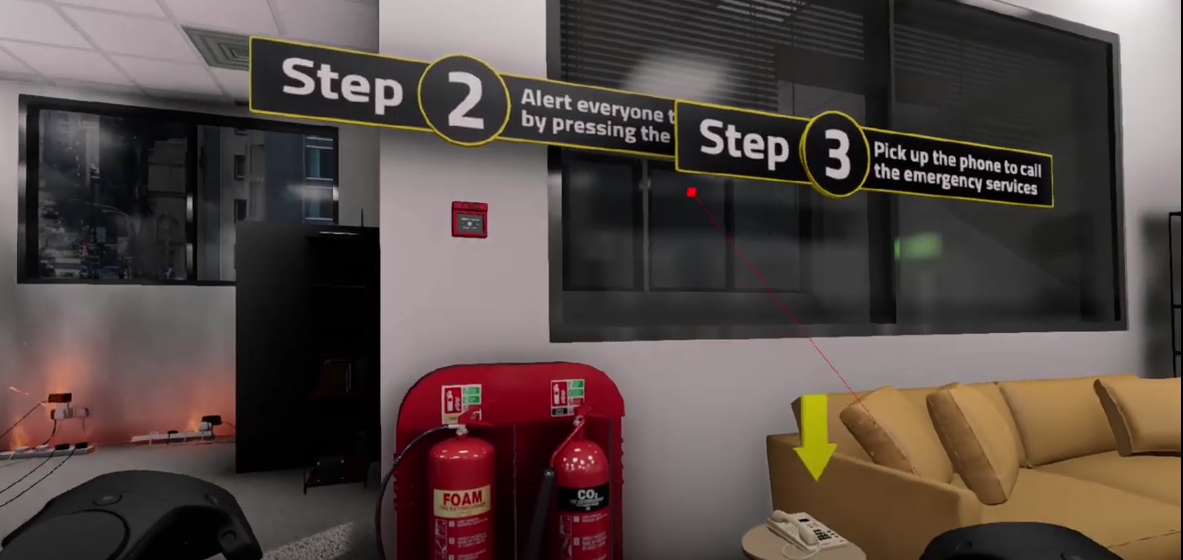 Step 2
Alert everyone t
by pressing the
Step 3
Pick up the phone to call
the emergency services
FOAM
CO₂